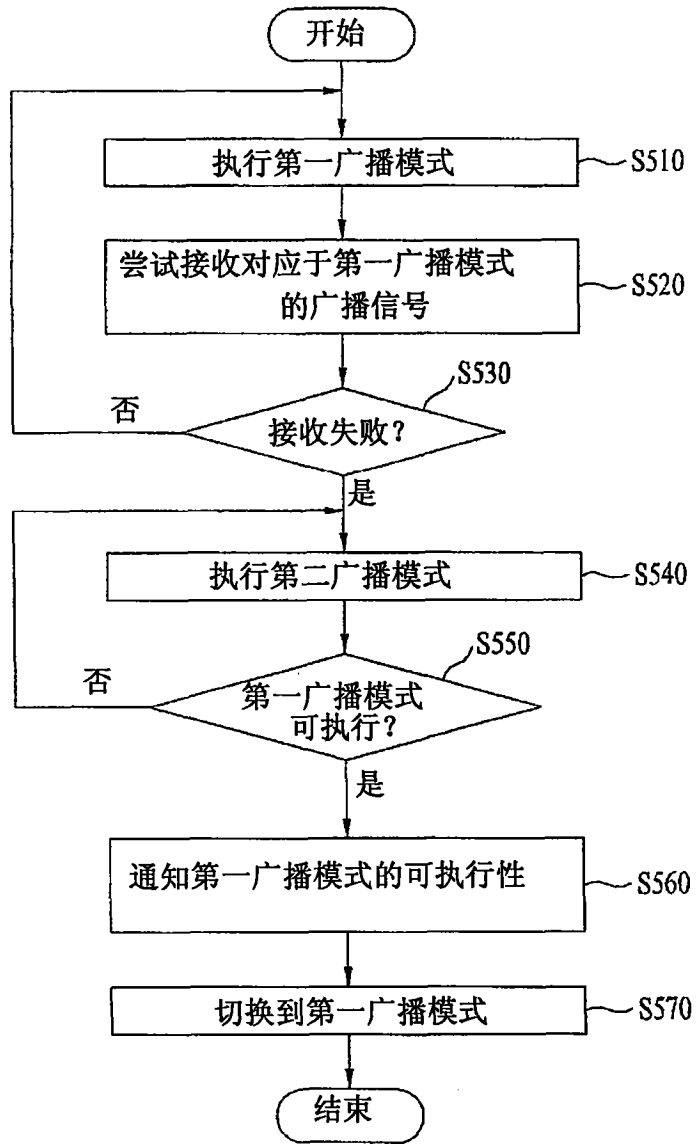 开始
执行第一广播模式
S510
尝试接收对应于第一广播模式
的广播信号
S520
S530
接收失败?
否
是
执行第二广播模式
S540
S550
第一广播模式
可执行?
否
是
通知第一广播模式的可执行性
S560
切换到第一广播模式
S570
结束